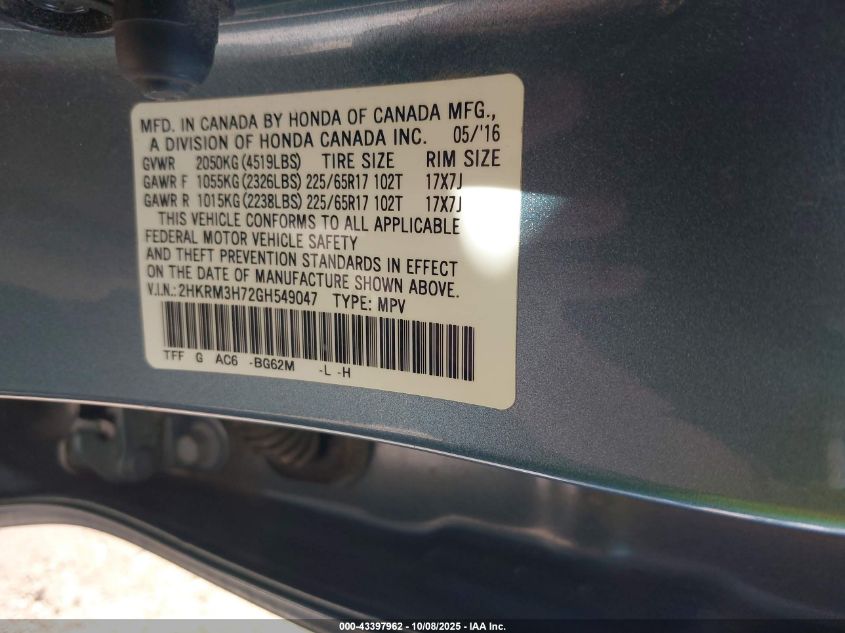 MFD. IN CANADA BY HONDA OF CANADA MFG.,
A DIVISION OF HONDA CANADA INC. 05/'16
GVWR 2050KG (4519LBS) TIRE SIZE RIM SIZE
GAWR F 1055KG (2326LBS) 225/65R17 102T 17X7J
GAWR R 1015KG (2238LBS) 225/65R17 102T 17X7J
THIS VEHICLE CONFORMS TO ALL APPLICABLE
FEDERAL MOTOR VEHICLE SAFETY
AND THEFT PREVENTION STANDARDS IN EFFECT
ON THE DATE OF MANUFACTURE SHOWN ABOVE.
V.I.N.:2HKRM3H72GH549047 TYPE: MPV
TFF G AC6 -BG62M -L -H
000-43397962 - 10/08/2025 - IAA Inc.